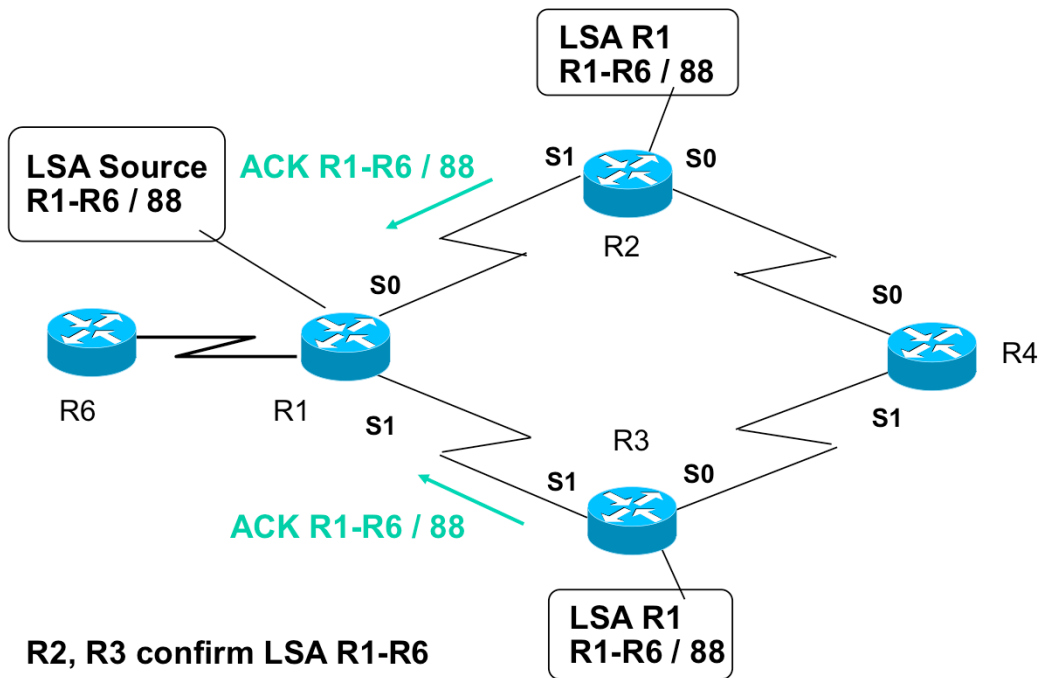 LSA R1
R1-R6 / 88
LSA Source
R1-R6 / 88
ACK R1-R6 / 88
S1
S0
R2
S0
S0
R6
R1
R4
S1
S1
R3
S1
S0
ACK R1-R6 / 88
LSA R1
R1-R6 / 88
R2, R3 confirm LSA R1-R6